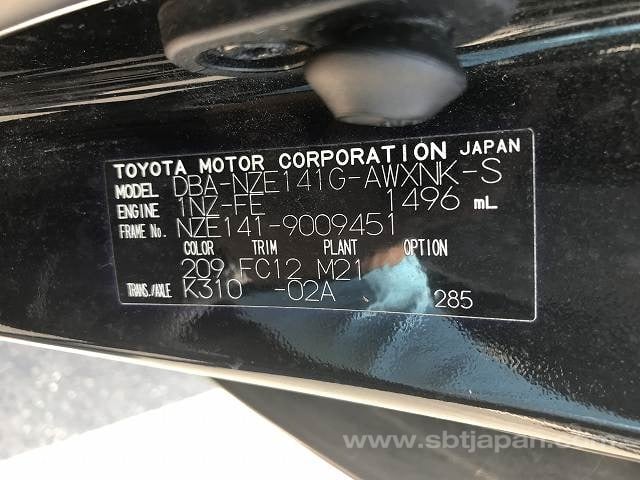 TOYOTA MOTOR CORPORATION JAPAN
MODEL DBA-NZE141G-AWXNK-S
ENGINE 1NZ-FE 1496 mL
FRAME No. NZE141-9009451
COLOR TRIM PLANT OPTION
209 FC12 M21
TRANS./AXLE K310 -02A 285
www.sbtjapan.com